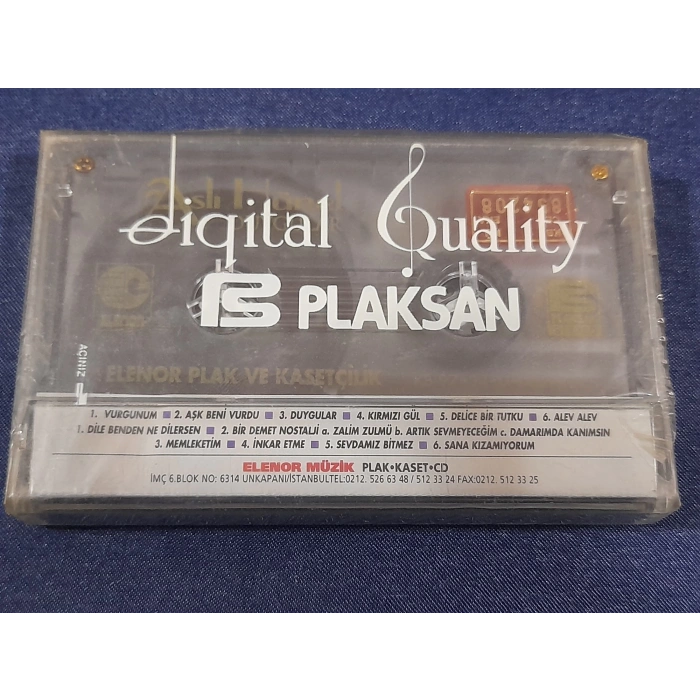 digital Quality
PLAKSAN
ELENOR PLAK VE KASETÇİLİK
AÇINIZ
1. VURGUNUM ■ 2. AŞK BENİ VURDU ■ 3. DUYGULAR ■ 4. KIRMIZI GÜL ■ 5. DELİCE BİR TUTKU ■ 6. ALEV ALEV
1. DİLE BENDEN NE DİLERSEN ■ 2. BİR DEMET NOSTALJİ a. ZALİM ZULMÜ b. ARTIK SEVMEYECEĞİM c. DAMARIMDA KANIMSIN
3. MEMLEKETİM ■ 4. İNKAR ETME ■ 5. SEVDAMIZ BİTMEZ ■ 6. SANA KIZAMIYORUM
ELENOR MÜZİK PLAK•KASET•CD
İMÇ 6.BLOK NO: 6314 UNKAPANI/İSTANBULTEL:0212. 526 63 48 / 512 33 24 FAX:0212. 512 33 25